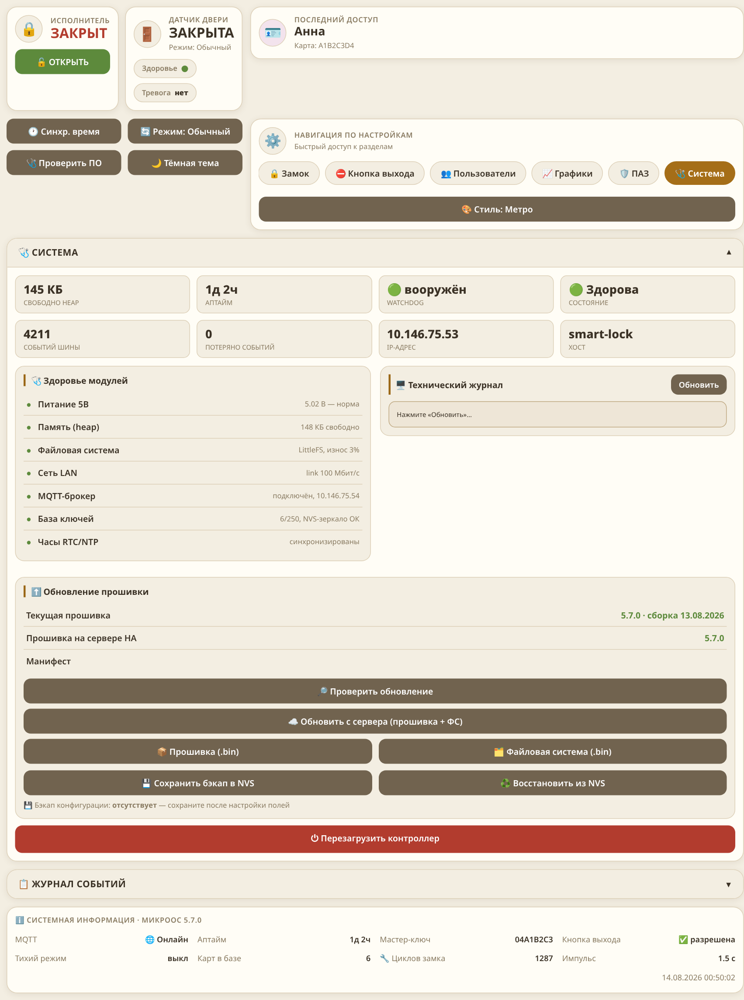 ИСПОЛНИТЕЛЬ
ЗАКРЫТ
ОТКРЫТЬ
ДАТЧИК ДВЕРИ
ЗАКРЫТА
Режим: Обычный
Здоровье
Тревога нет
ПОСЛЕДНИЙ ДОСТУП
Анна
Карта: A1B2C3D4
Синхр. время
Режим: Обычный
Проверить ПО
Тёмная тема
НАВИГАЦИЯ ПО НАСТРОЙКАМ
Быстрый доступ к разделам
Замок
Кнопка выхода
Пользователи
Графики
ПАЗ
Система
Стиль: Метро
СИСТЕМА
145 КБ
СВОБОДНО HEAP
1д 2ч
АПТАЙМ
вооружён
WATCHDOG
Здорова
СОСТОЯНИЕ
4211
СОБЫТИЙ ШИНЫ
0
ПОТЕРЯНО СОБЫТИЙ
10.146.75.53
IP-АДРЕС
smart-lock
ХОСТ
Здоровье модулей
Питание 5В 5.02 В — норма
Память (heap) 148 КБ свободно
Файловая система LittleFS, износ 3%
Сеть LAN link 100 Мбит/с
MQTT-брокер подключён, 10.146.75.54
База ключей 6/250, NVS-зеркало ОК
Часы RTC/NTP синхронизированы
Технический журнал
Обновить
Нажмите «Обновить»…
Обновление прошивки
Текущая прошивка 5.7.0 · сборка 13.08.2026
Прошивка на сервере HA 5.7.0
Манифест
Проверить обновление
Обновить с сервера (прошивка + ФС)
Прошивка (.bin)
Файловая система (.bin)
Сохранить бэкап в NVS
Восстановить из NVS
Бэкап конфигурации: отсутствует — сохраните после настройки полей
Перезагрузить контроллер
ЖУРНАЛ СОБЫТИЙ
СИСТЕМНАЯ ИНФОРМАЦИЯ · МИКРООС 5.7.0
MQTT Онлайн Аптайм 1д 2ч Мастер-ключ 04A1B2C3 Кнопка выхода разрешена
Тихий режим выкл Карт в базе 6 Циклов замка 1287 Импульс 1.5 с
14.08.2026 00:50:02